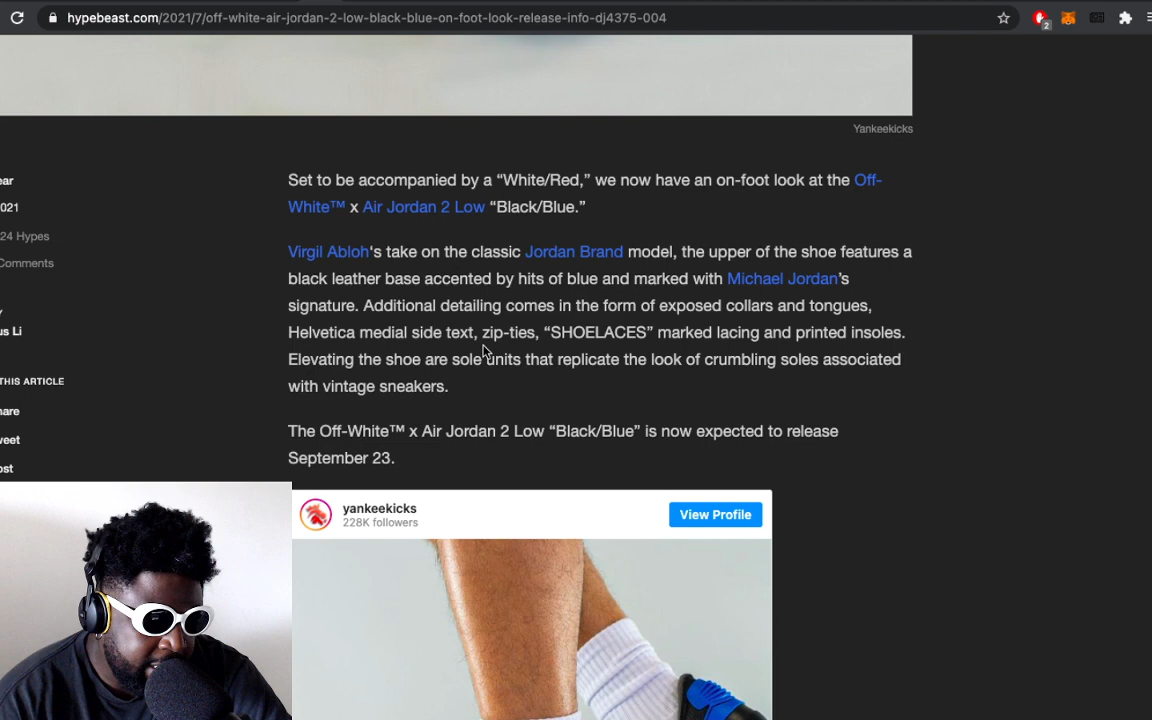 hypebeast.com/2021/7/off-white-air-jordan-2-low-black-blue-on-foot-look-release-info-dj4375-004
2
Yankeekicks
ear
021
24 Hypes
Comments
Y
us Li
THIS ARTICLE
hare
weet
ost
Set to be accompanied by a “White/Red,” we now have an on-foot look at the Off-
White™ x Air Jordan 2 Low “Black/Blue.”
Virgil Abloh‘s take on the classic Jordan Brand model, the upper of the shoe features a
black leather base accented by hits of blue and marked with Michael Jordan’s
signature. Additional detailing comes in the form of exposed collars and tongues,
Helvetica medial side text, zip-ties, “SHOELACES” marked lacing and printed insoles.
Elevating the shoe are sole units that replicate the look of crumbling soles associated
with vintage sneakers.
The Off-White™ x Air Jordan 2 Low “Black/Blue” is now expected to release
September 23.
yankeekicks
228K followers
View Profile